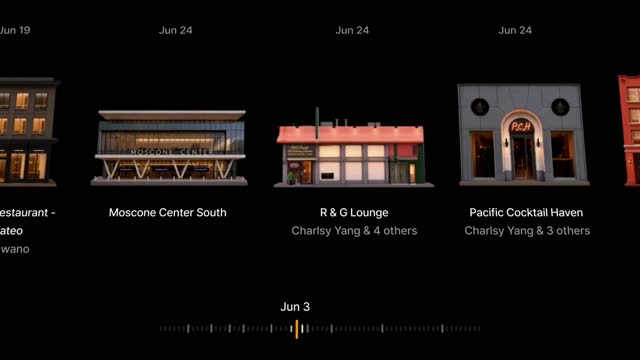 Jun 19
Jun 24
Jun 24
Jun 24
MOSCONE CENTER
P.C.H
estaurant -
ateo
wano
Moscone Center South
R & G Lounge
Charlsy Yang & 4 others
Pacific Cocktail Haven
Charlsy Yang & 3 others
Jun 3